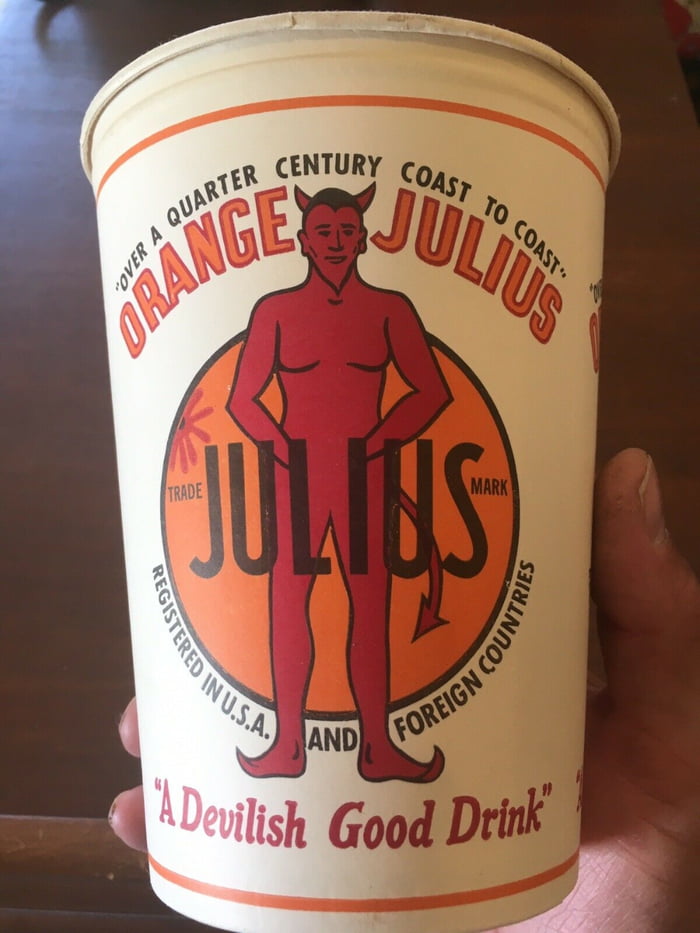 "OVER A QUARTER CENTURY COAST TO COAST"
ORANGE JULIUS
TRADE MARK
JULIUS
REGISTERED IN U.S.A. AND FOREIGN COUNTRIES
"A Devilish Good Drink"